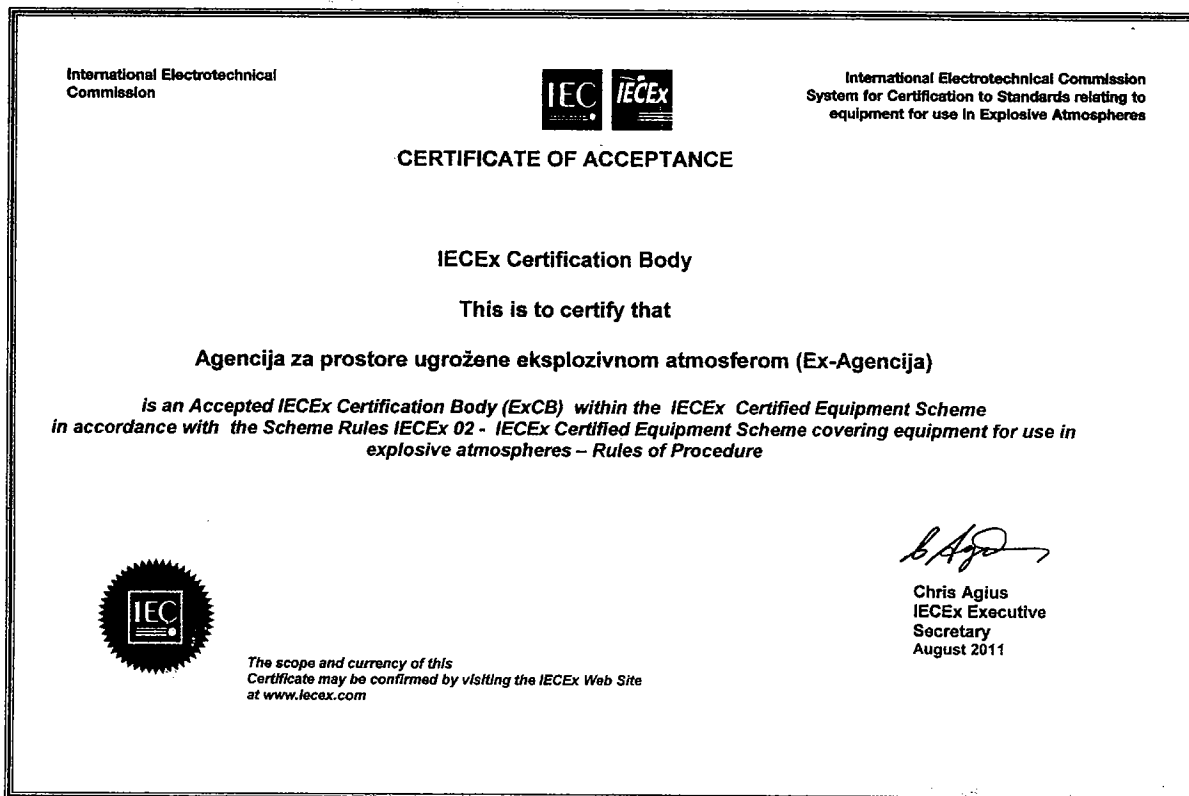 International Electrotechnical
Commission
IEC
IECEx
International Electrotechnical Commission
System for Certification to Standards relating to
equipment for use in Explosive Atmospheres
CERTIFICATE OF ACCEPTANCE
IECEx Certification Body
This is to certify that
Agencija za prostore ugrožene eksplozivnom atmosferom (Ex-Agencija)
is an Accepted IECEx Certification Body (ExCB) within the IECEx Certified Equipment Scheme
in accordance with the Scheme Rules IECEx 02 - IECEx Certified Equipment Scheme covering equipment for use in
explosive atmospheres – Rules of Procedure
Chris Agius
IECEx Executive
Secretary
August 2011
IEC
The scope and currency of this
Certificate may be confirmed by visiting the IECEx Web Site
at www.iecex.com